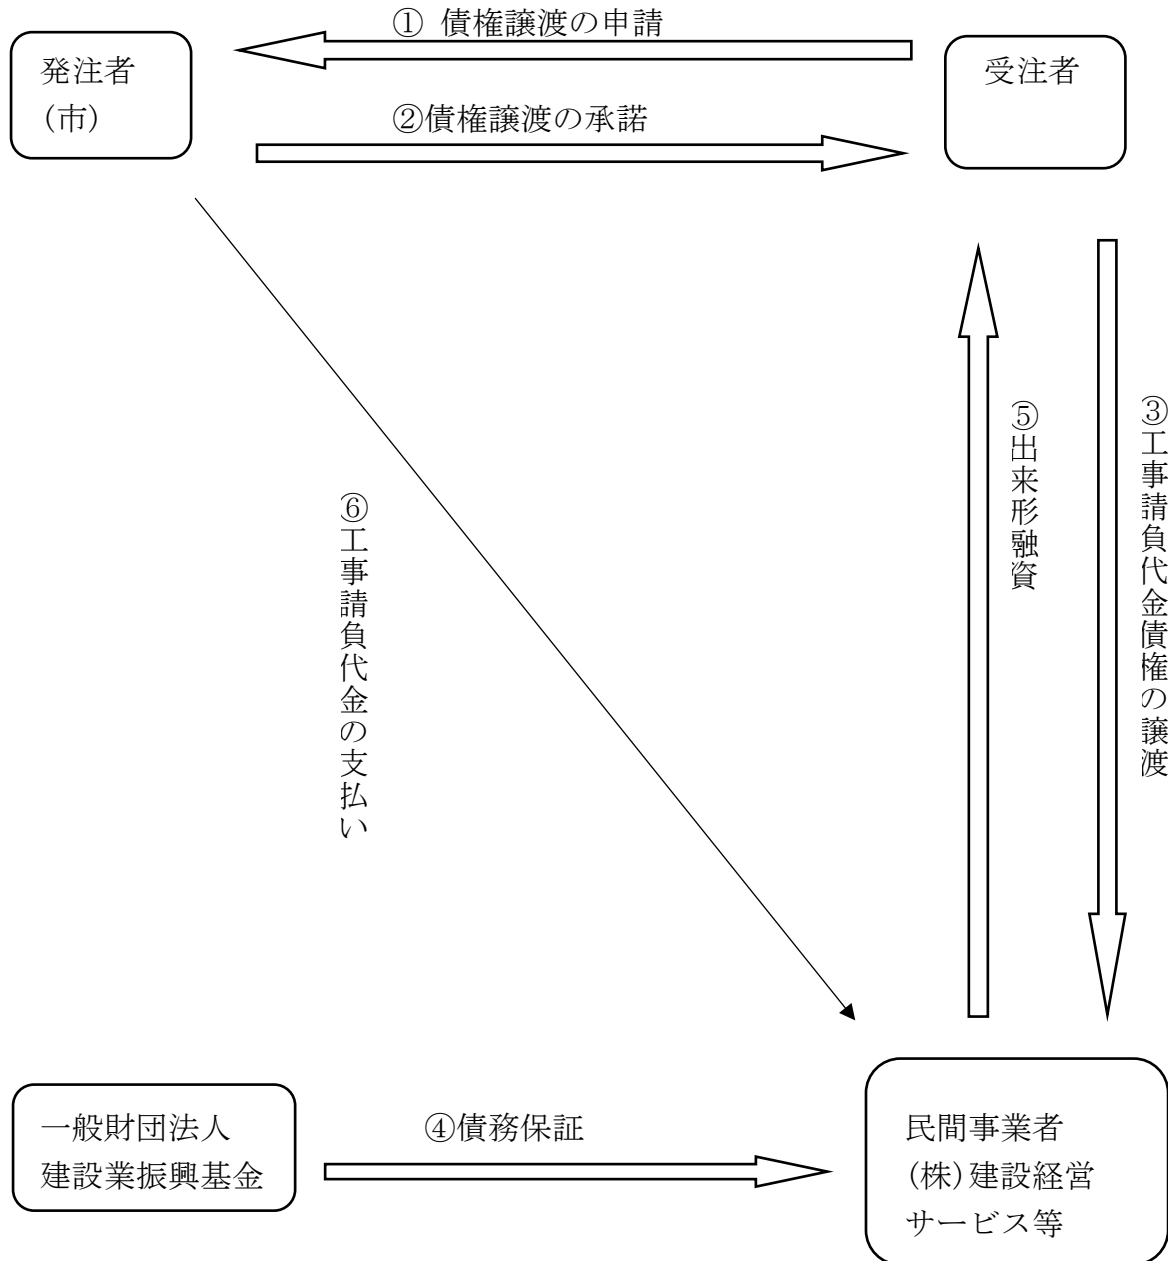 ① 債権譲渡の申請
発注者
(市)
受注者
②債権譲渡の承諾
⑤出来形融資
③工事請負代金債権の譲渡
⑥工事請負代金の支払い
一般財団法人
建設業振興基金
④債務保証
民間事業者
(株)建設経営
サービス等